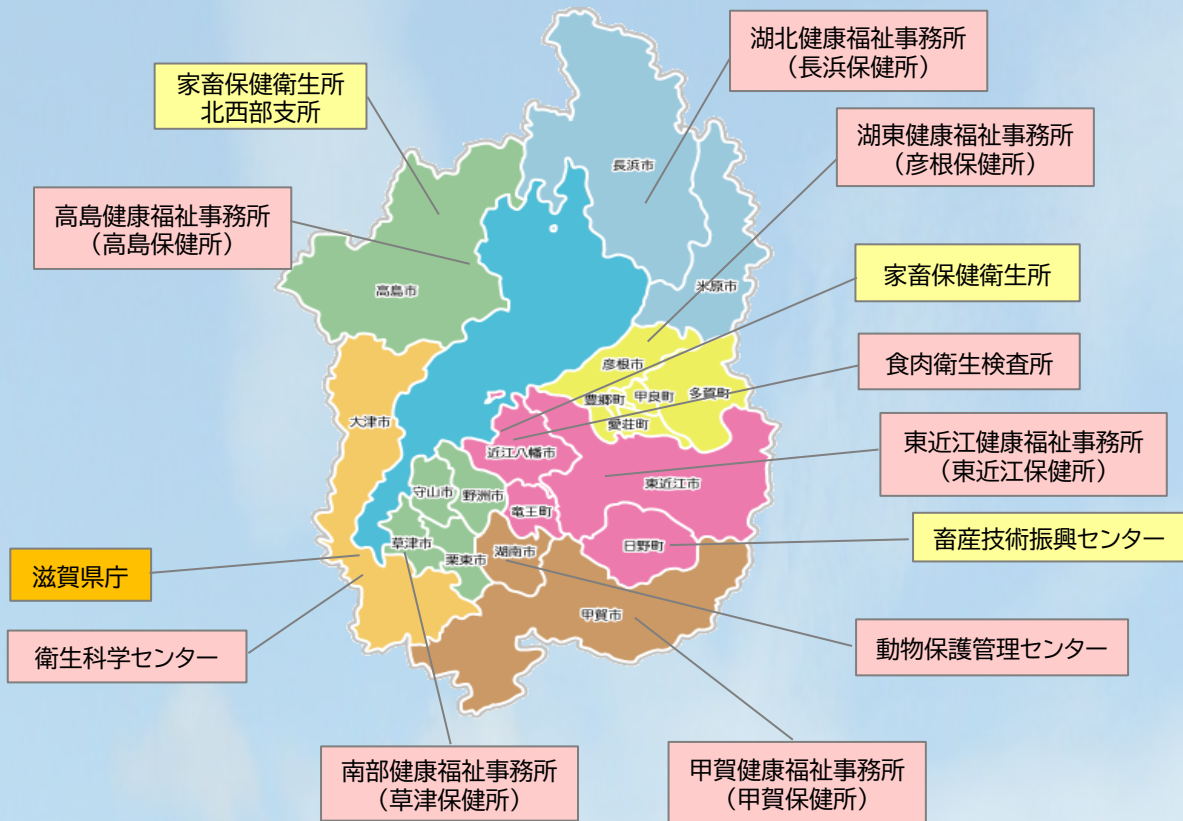 湖北健康福祉事務所
（長浜保健所）
家畜保健衛生所
北西部支所
湖東健康福祉事務所
（彦根保健所）
長浜市
高島健康福祉事務所
（高島保健所）
家畜保健衛生所
高島市
米原市
食肉衛生検査所
彦根市
豊郷町
甲良町
多賀町
愛荘町
大津市
東近江健康福祉事務所
（東近江保健所）
近江八幡市
東近江市
守山市
野洲市
竜王町
畜産技術振興センター
草津市
栗東市
湖南市
日野町
滋賀県庁
甲賀市
衛生科学センター
動物保護管理センター
南部健康福祉事務所
（草津保健所）
甲賀健康福祉事務所
（甲賀保健所）